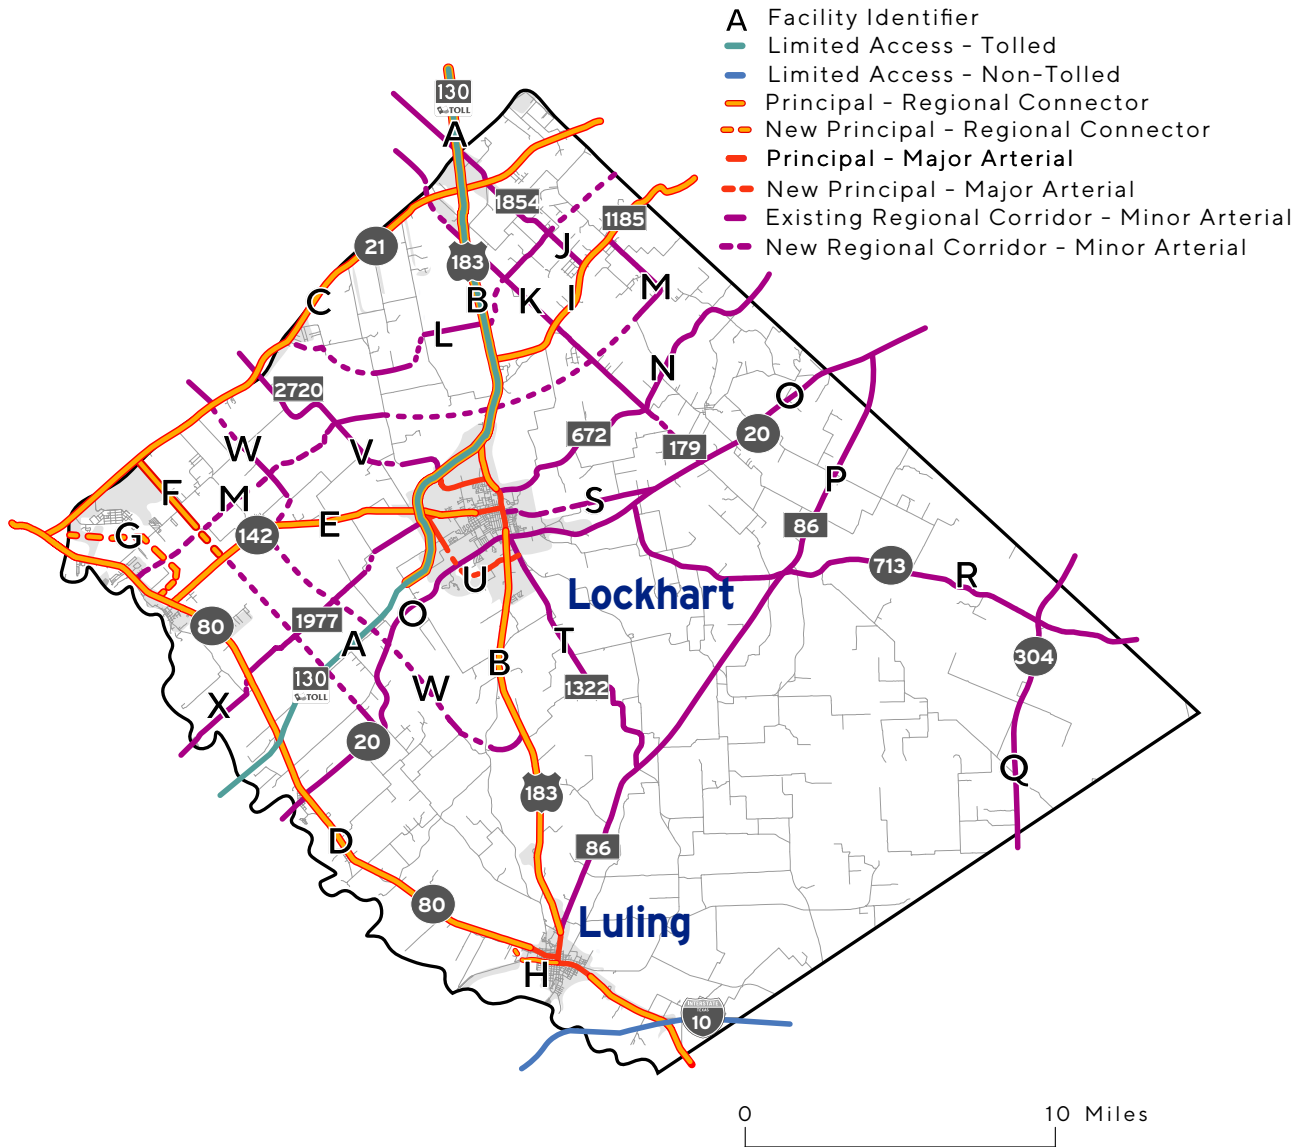 A Facility Identifier
Limited Access - Tolled
Limited Access - Non-Tolled
Principal - Regional Connector
New Principal - Regional Connector
Principal - Major Arterial
New Principal - Major Arterial
Existing Regional Corridor - Minor Arterial
New Regional Corridor - Minor Arterial
130
TOLL
A
1854
1185
21
J
183
M
C
B
K
I
L
N
2720
O
672
20
179
W
V
P
F
M
S
E
86
G
142
713
R
U
Lockhart
O
1977
80
A
T
304
B
130
TOLL
W
1322
X
20
Q
183
D
86
80
Luling
H
INTERSTATE
TEXAS
10
0
10 Miles